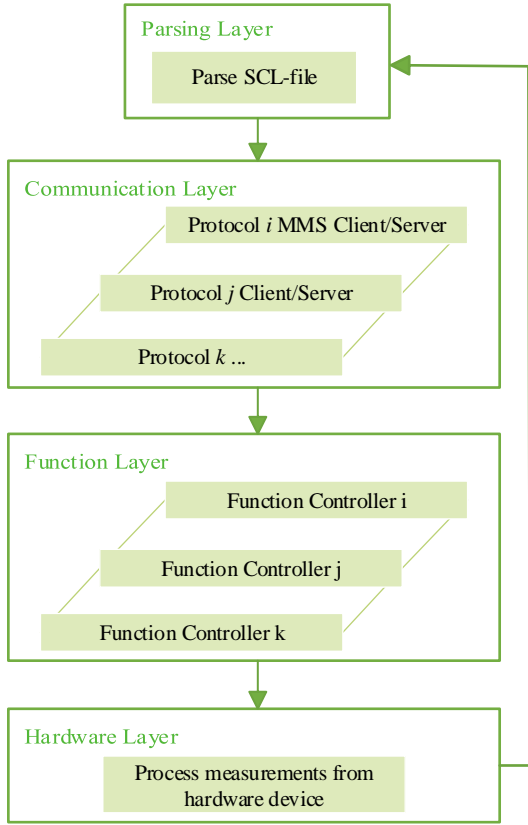 Parsing Layer
Parse SCL-file
Communication Layer
Protocol i MMS Client/Server
Protocol j Client/Server
Protocol k ...
Function Layer
Function Controller i
Function Controller j
Function Controller k
Hardware Layer
Process measurements from
hardware device